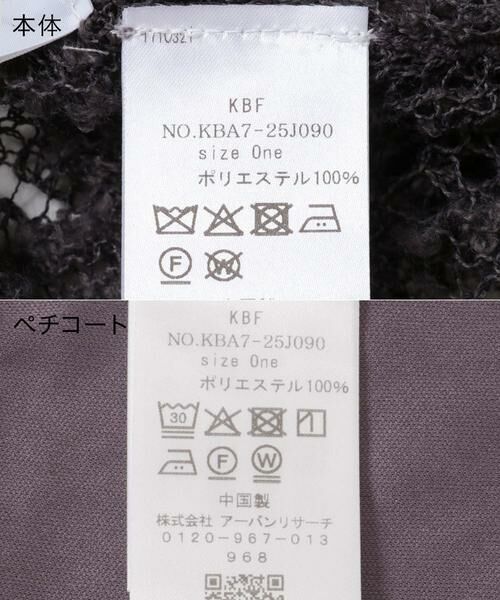 本体
KBF
NO.KBA7-25J090
size One
ポリエステル100%
F
W
ペチコート
KBF
NO.KBA7-25J090
size One
ポリエステル100%
30
F
W
中国製
株式会社 アーバンリサーチ
0120-967-013
968